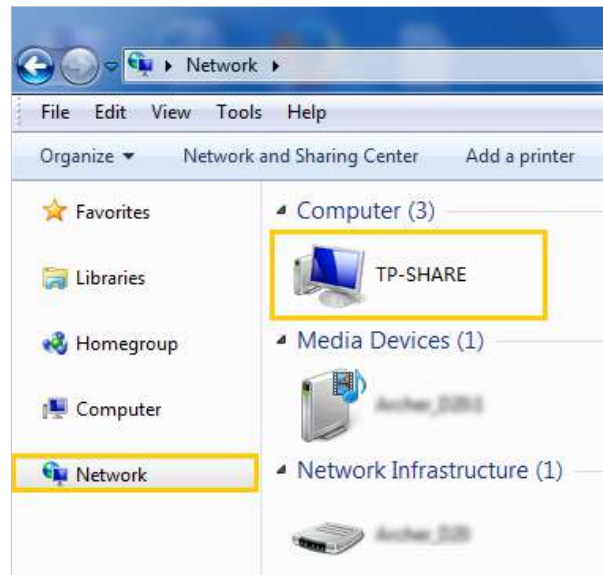 Network
File Edit View Tools Help
Organize Network and Sharing Center Add a printer
Favorites
Libraries
Homegroup
Computer
Network
Computer (3)
TP-SHARE
Media Devices (1)
Network Infrastructure (1)